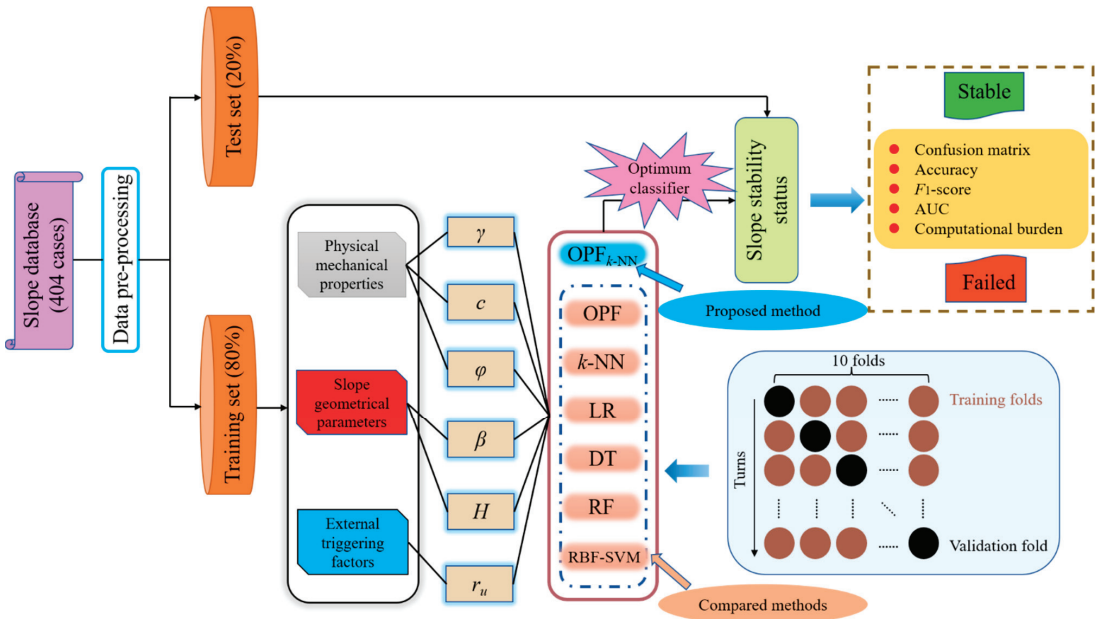 Slope database
(404 cases)
Data pre-processing
Test set (20%)
Training set (80%)
Physical
mechanical
properties
Slope
geometrical
parameters
External
triggering
factors
γ
c
φ
β
H
r_u
Optimum
classifier
OPF_k-NN
OPF
k-NN
LR
DT
RF
RBF-SVM
Proposed method
Compared methods
Slope stability
status
Stable
Confusion matrix
Accuracy
F1-score
AUC
Computational burden
Failed
10 folds
Training folds
Turns
Validation fold